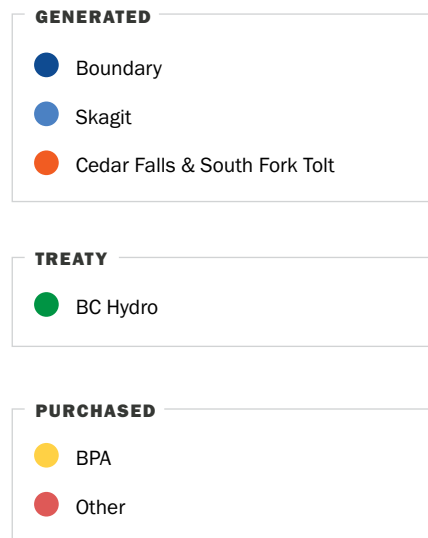 GENERATED
Boundary
Skagit
Cedar Falls & South Fork Tolt
TREATY
BC Hydro
PURCHASED
BPA
Other